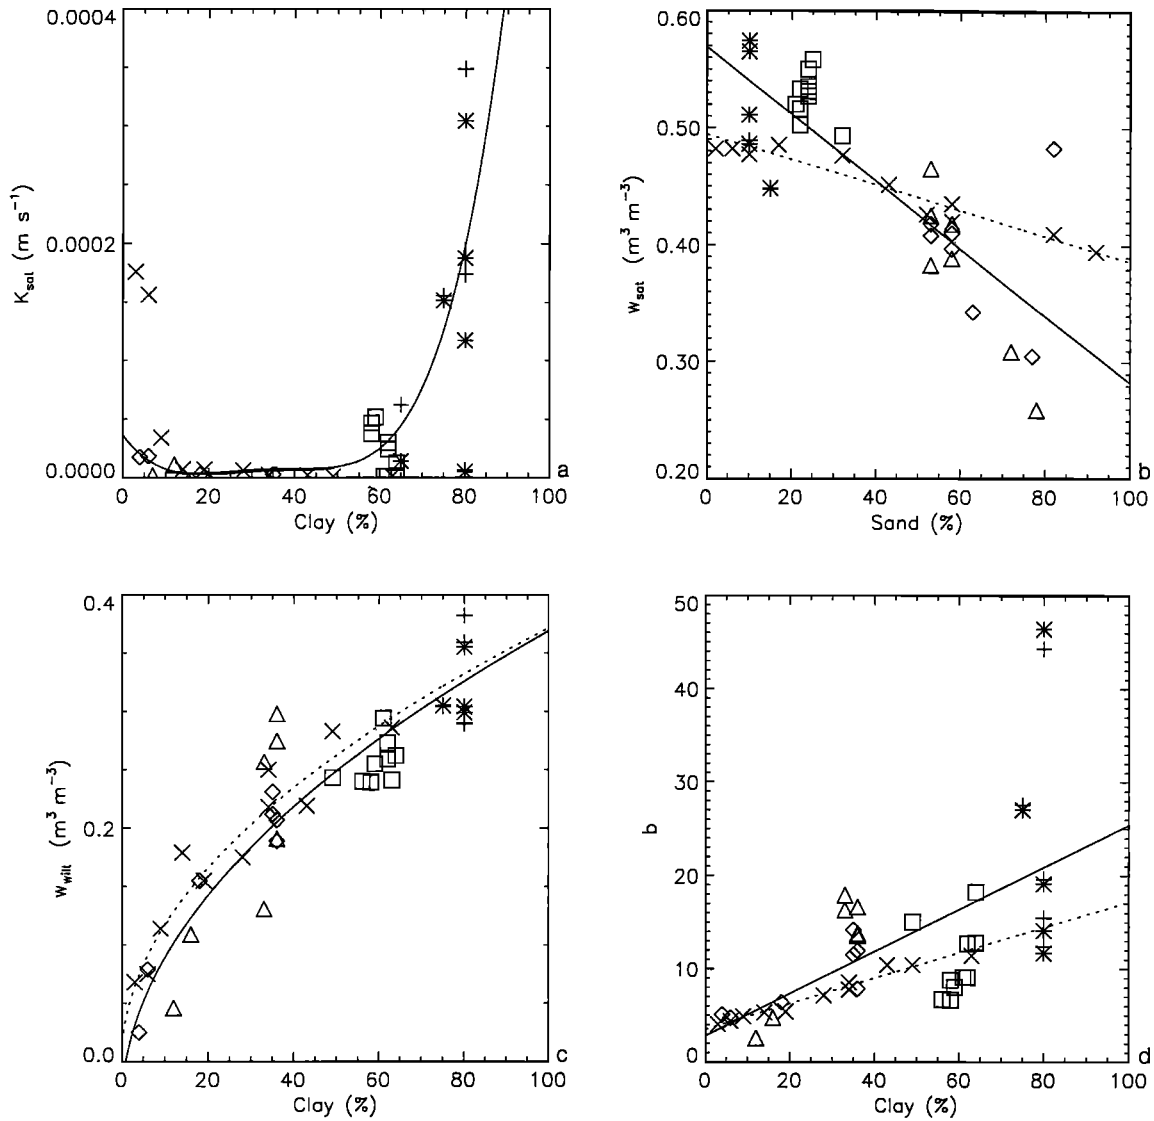 0.0004
0.0002
0.0000
K_sat (m s⁻¹)
0 20 40 60 80 100
Clay (%)
a
0.60
0.50
0.40
0.30
0.20
w_sat (m³ m⁻³)
0 20 40 60 80 100
Sand (%)
b
0.4
0.2
0.0
w_wilt (m³ m⁻³)
0 20 40 60 80 100
Clay (%)
c
50
40
30
20
10
0
b
0 20 40 60 80 100
Clay (%)
d